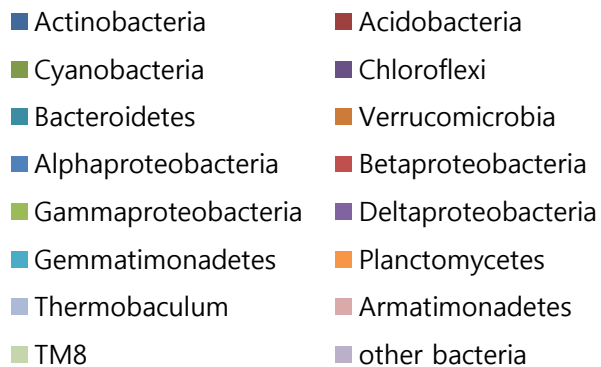 Actinobacteria Acidobacteria
Cyanobacteria Chloroflexi
Bacteroidetes Verrucomicrobia
Alphaproteobacteria Betaproteobacteria
Gammaproteobacteria Deltaproteobacteria
Gemmatimonadetes Planctomycetes
Thermobaculum Armatimonadetes
TM8 other bacteria